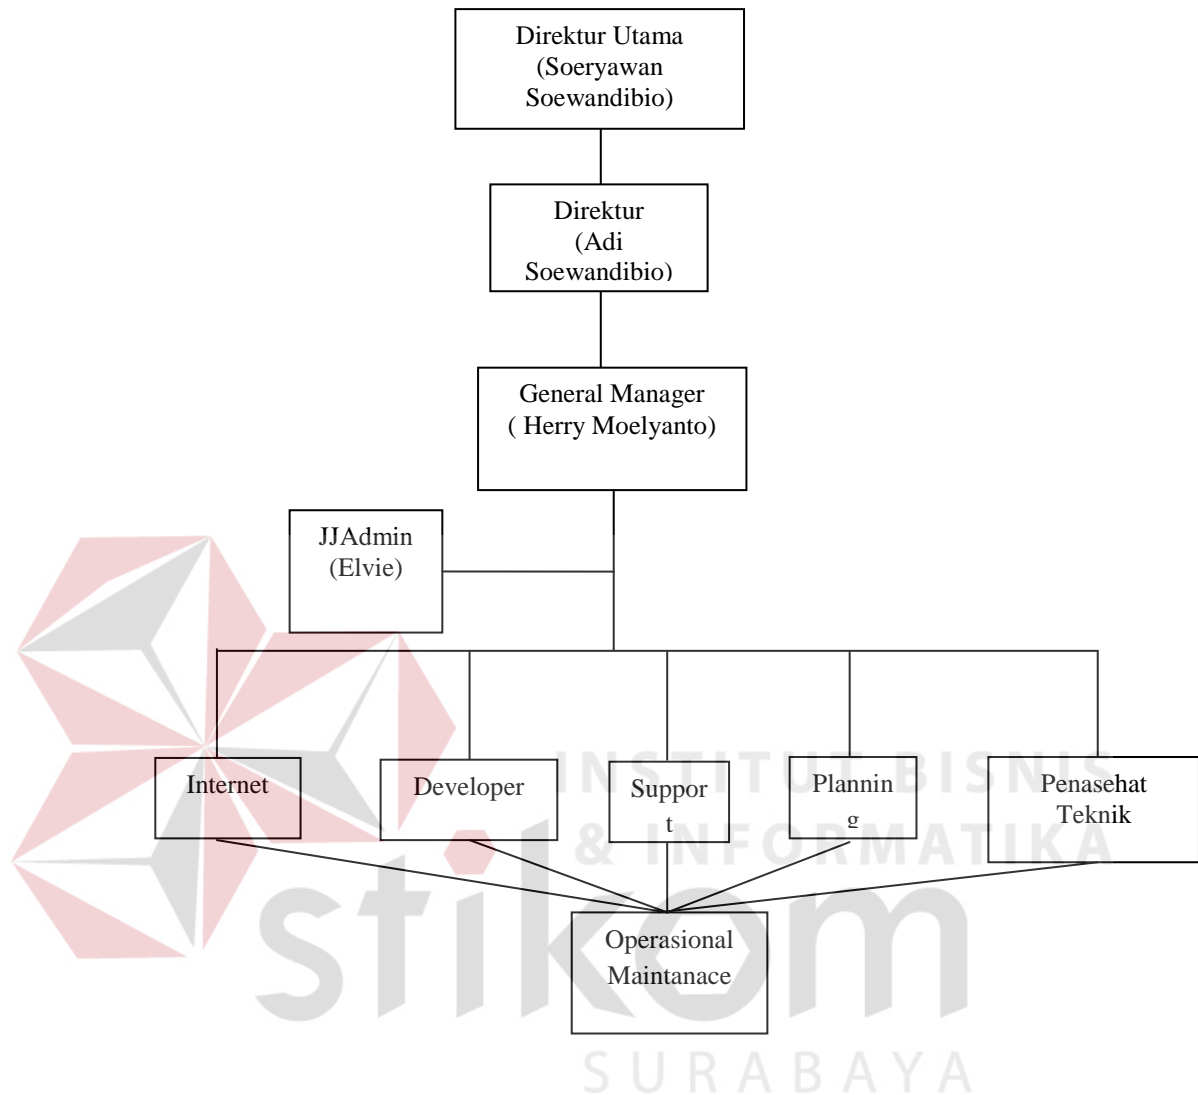 Direktur Utama
(Soeryawan
Soewandibio)
Direktur
(Adi
Soewandibio)
General Manager
( Herry Moelyanto)
JJAdmin
(Elvie)
Internet
Developer
Suppor
t
Plannin
g
Penasehat
Teknik
INSTITUT BISNIS
& INFORMATIKA
stikom
Operasional
Maintanace
SURABAYA